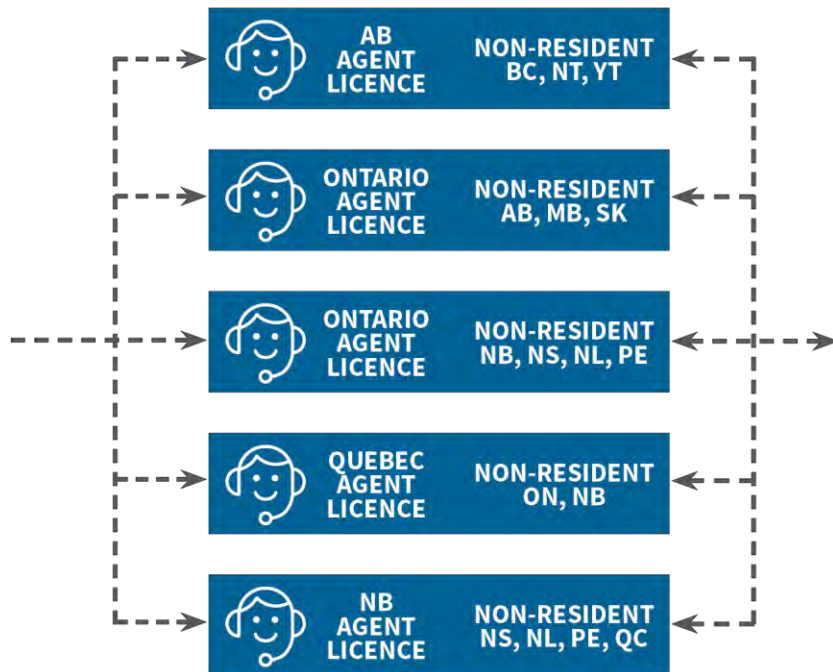 AB
AGENT
LICENCE
NON-RESIDENT
BC, NT, YT
ONTARIO
AGENT
LICENCE
NON-RESIDENT
AB, MB, SK
ONTARIO
AGENT
LICENCE
NON-RESIDENT
NB, NS, NL, PE
QUEBEC
AGENT
LICENCE
NON-RESIDENT
ON, NB
NB
AGENT
LICENCE
NON-RESIDENT
NS, NL, PE, QC